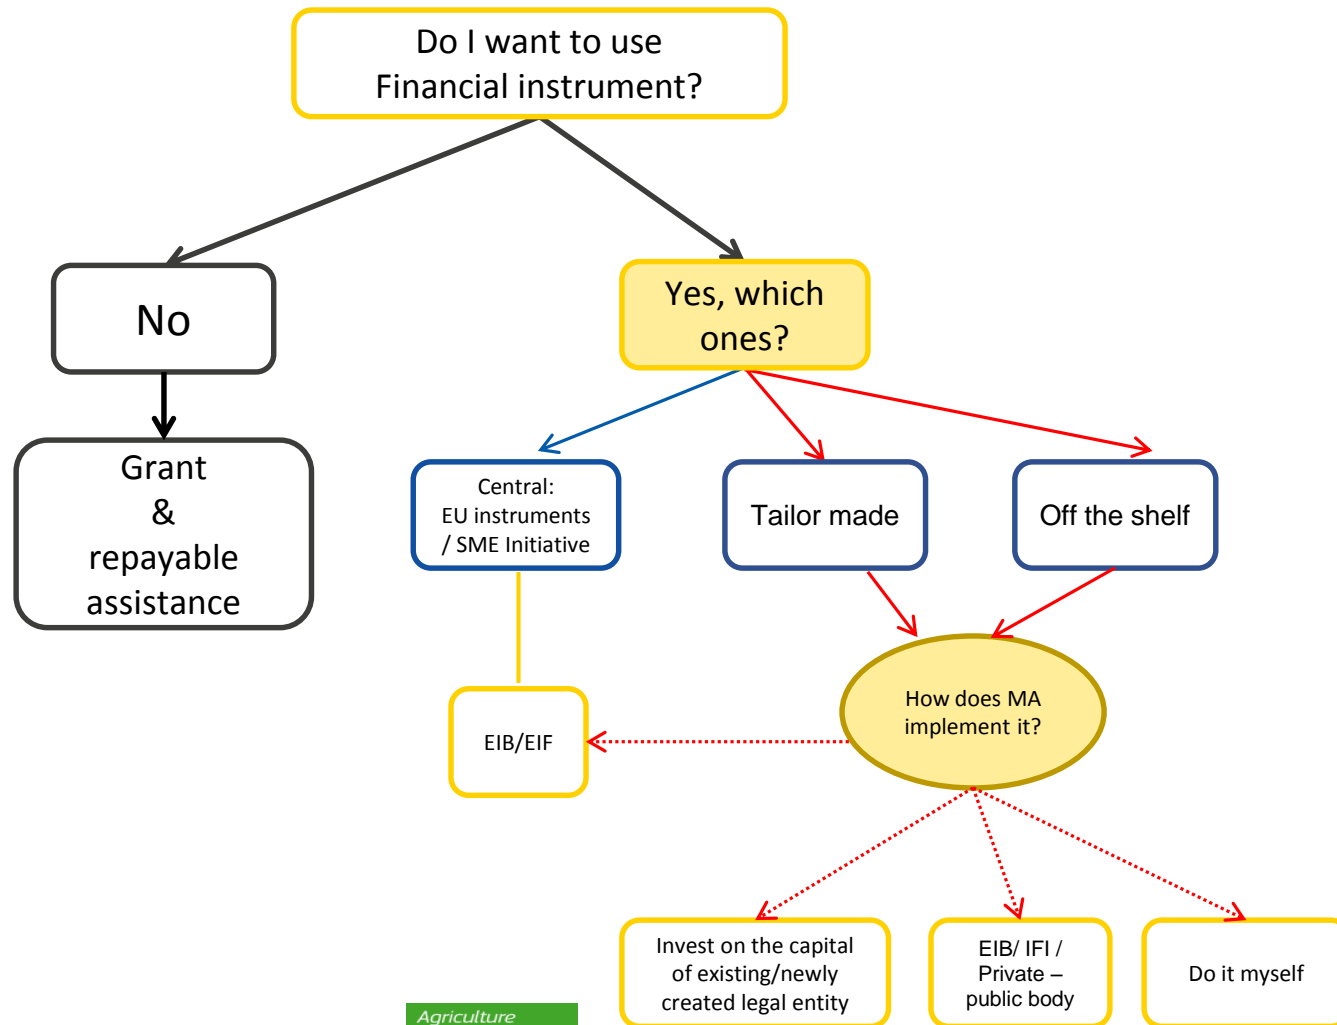 Do I want to use
Financial instrument?
No
Yes, which
ones?
Grant
&
repayable
assistance
Central:
EU instruments
/ SME Initiative
Tailor made
Off the shelf
How does MA
implement it?
EIB/EIF
Invest on the capital
of existing/newly
created legal entity
EIB/ IFI /
Private –
public body
Do it myself
Agriculture